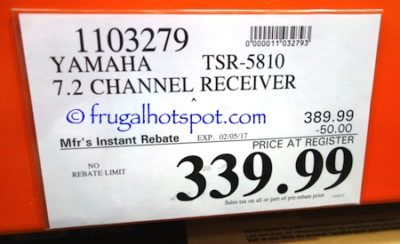 0000011032793
1103279
YAMAHA TSR-5810
7.2 CHANNEL RECEIVER
© frugalhotspot.com
389.99
Mfr's Instant Rebate EXP. 02/05/17 -50.00
PRICE AT REGISTER
NO
REBATE LIMIT
339.99
Sales tax on all or part of pre-rebate price